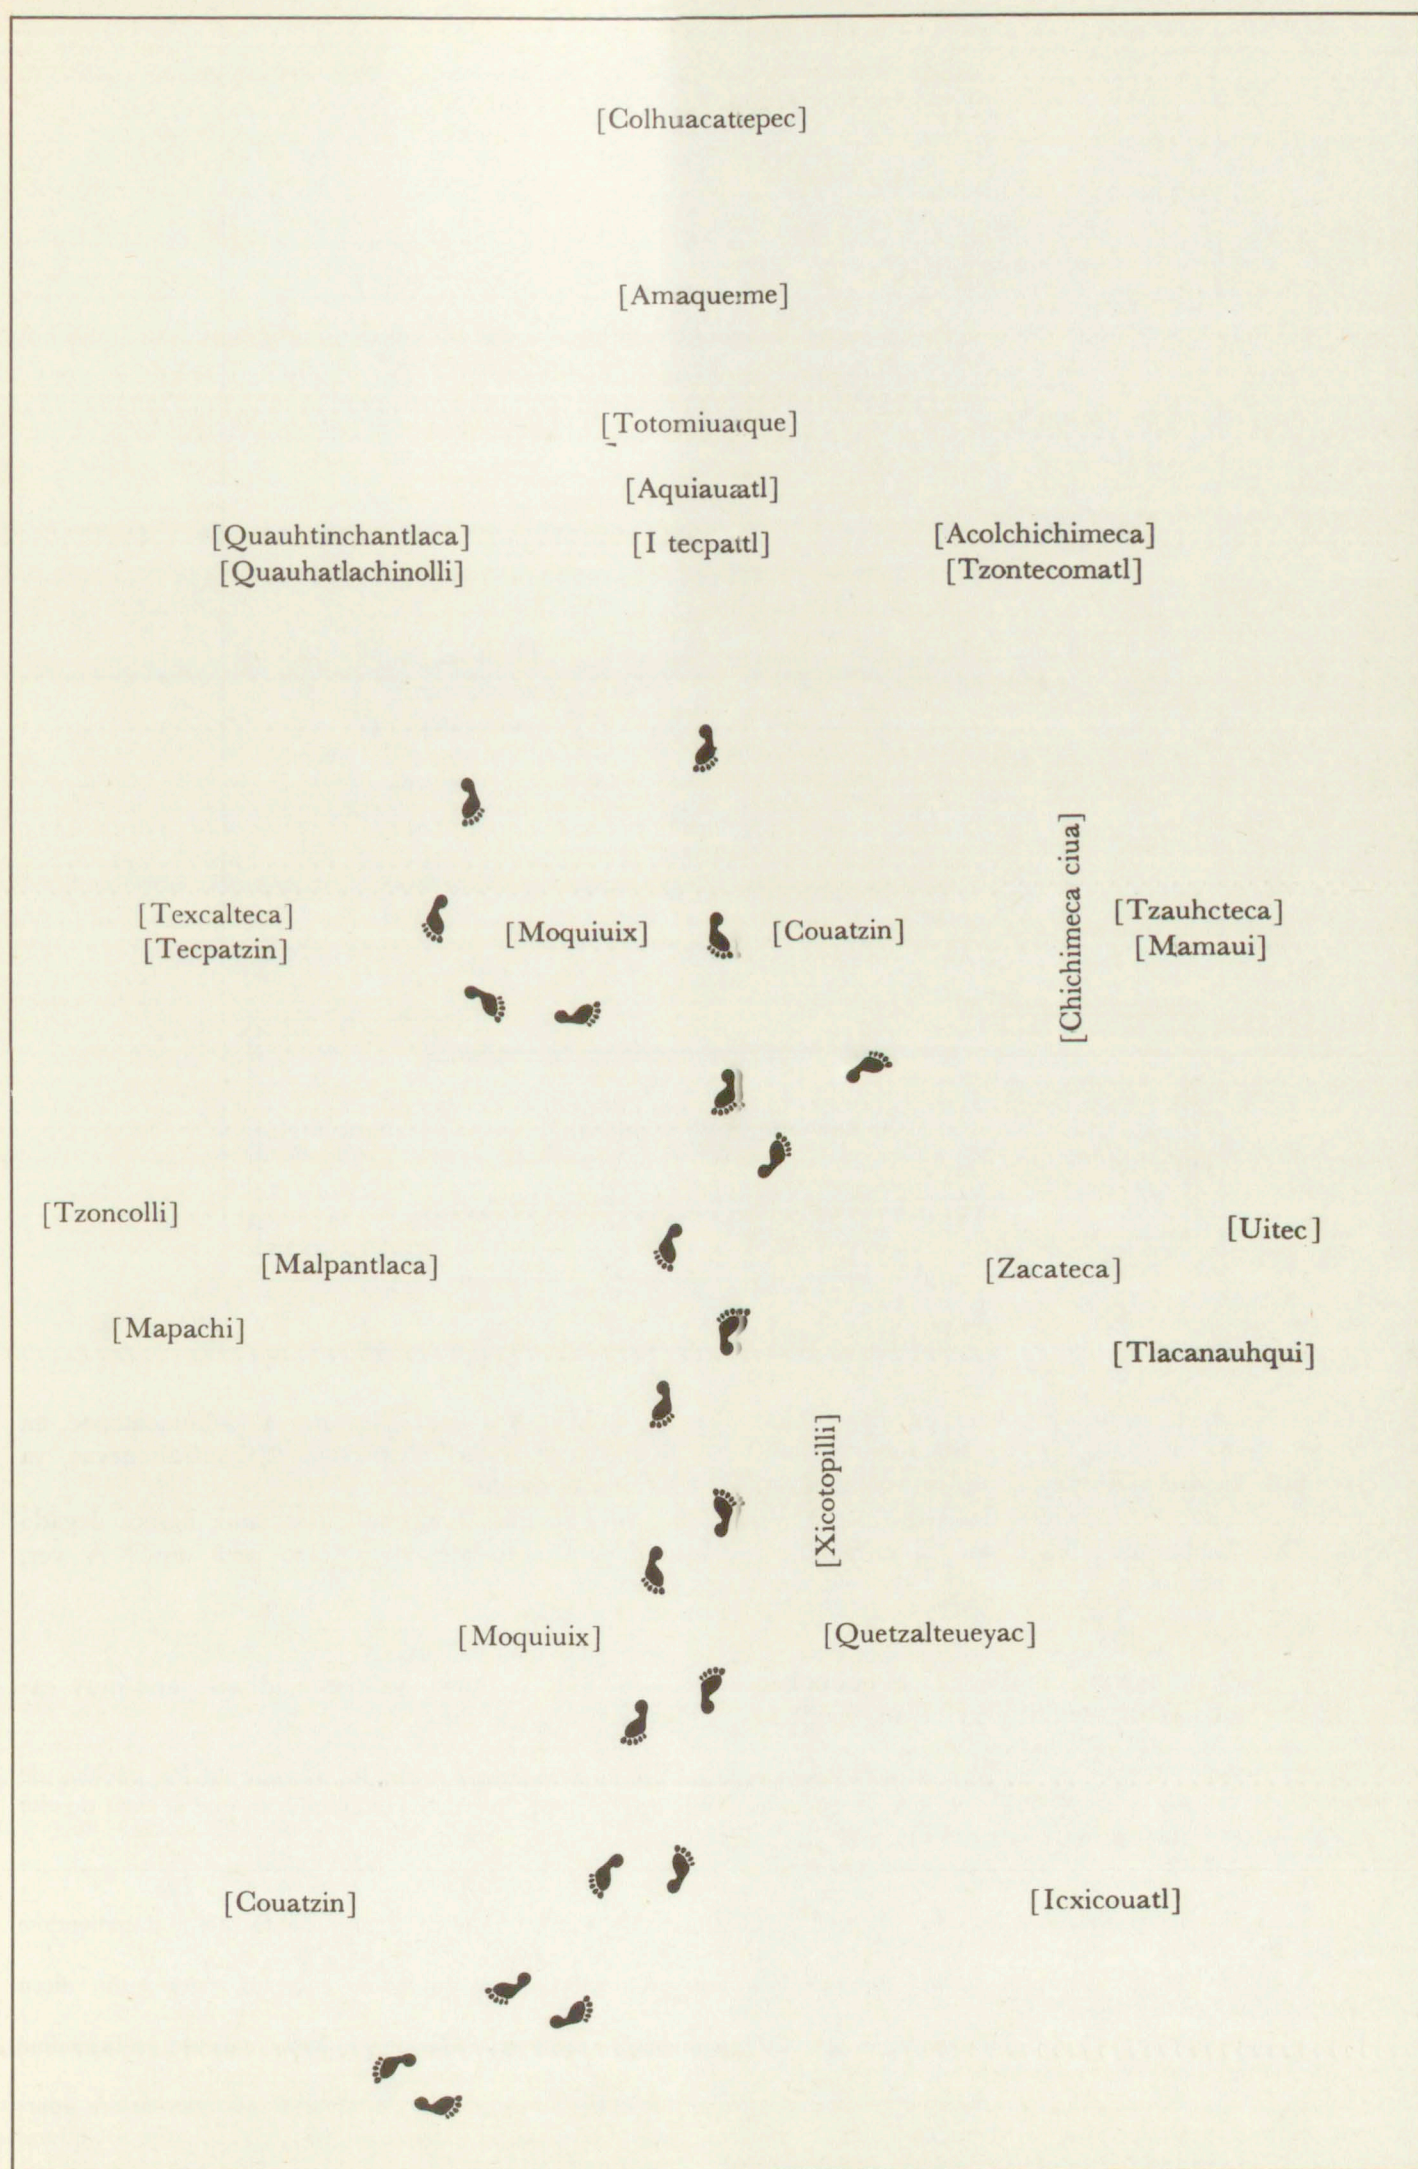 [Colhuacattepec]
[Amaqueme]
[Totomiuaque]
[Aquiauatl]
[Quauhtinchantlaca]
[I tecpatl]
[Acolchichimeca]
[Quauhatlachinolli]
[Tzontecomatl]
[Chichimeca ciua]
[Texcalteca]
[Moquiuix]
[Couatzin]
[Tzauhcteca]
[Tecpatzin]
[Mamaui]
[Tzoncolli]
[Uitec]
[Malpantlaca]
[Zacateca]
[Mapachi]
[Tlacanauhqui]
[Xicotopilli]
[Moquiuix]
[Quetzalteueyac]
[Couatzin]
[Icxicouatl]